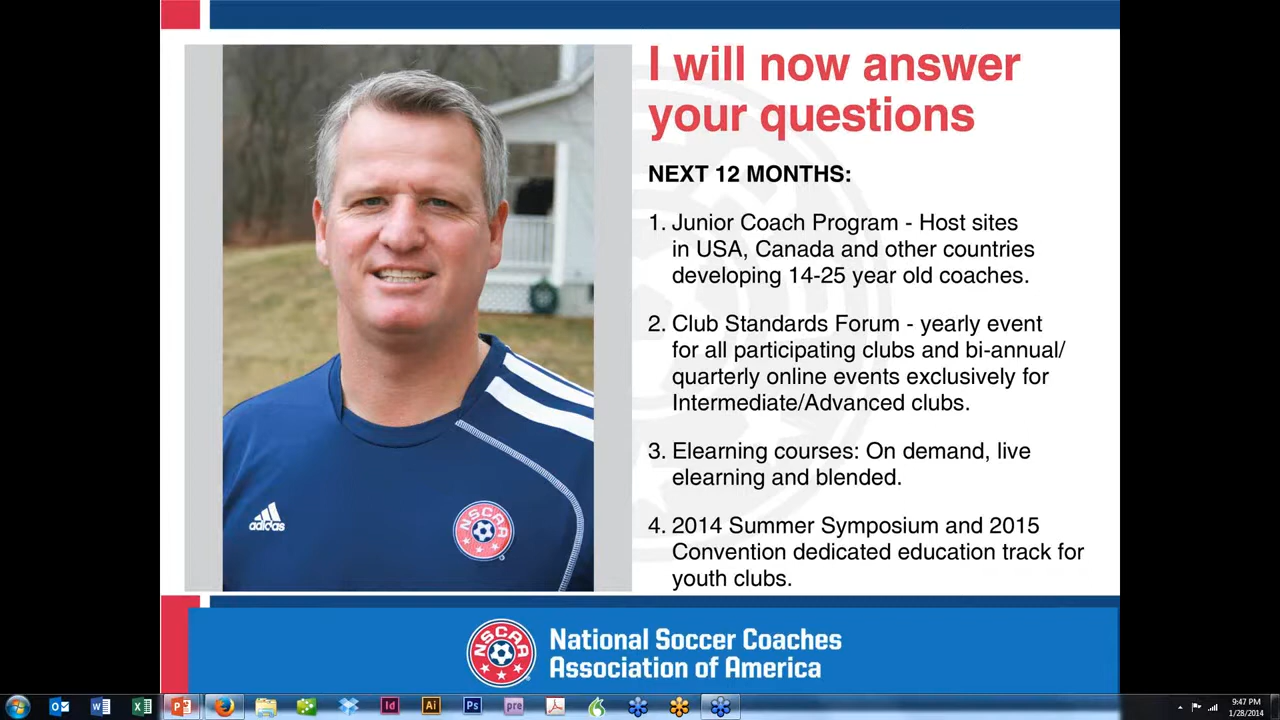 I will now answer
your questions
NEXT 12 MONTHS:
1. Junior Coach Program - Host sites
in USA, Canada and other countries
developing 14-25 year old coaches.
2. Club Standards Forum - yearly event
for all participating clubs and bi-annual/
quarterly online events exclusively for
Intermediate/Advanced clubs.
3. Elearning courses: On demand, live
elearning and blended.
4. 2014 Summer Symposium and 2015
Convention dedicated education track for
youth clubs.
adidas
NSCAA
NSCAA
National Soccer Coaches
Association of America
Id
Ai
Ps
pre
9:47 PM
1/28/2014